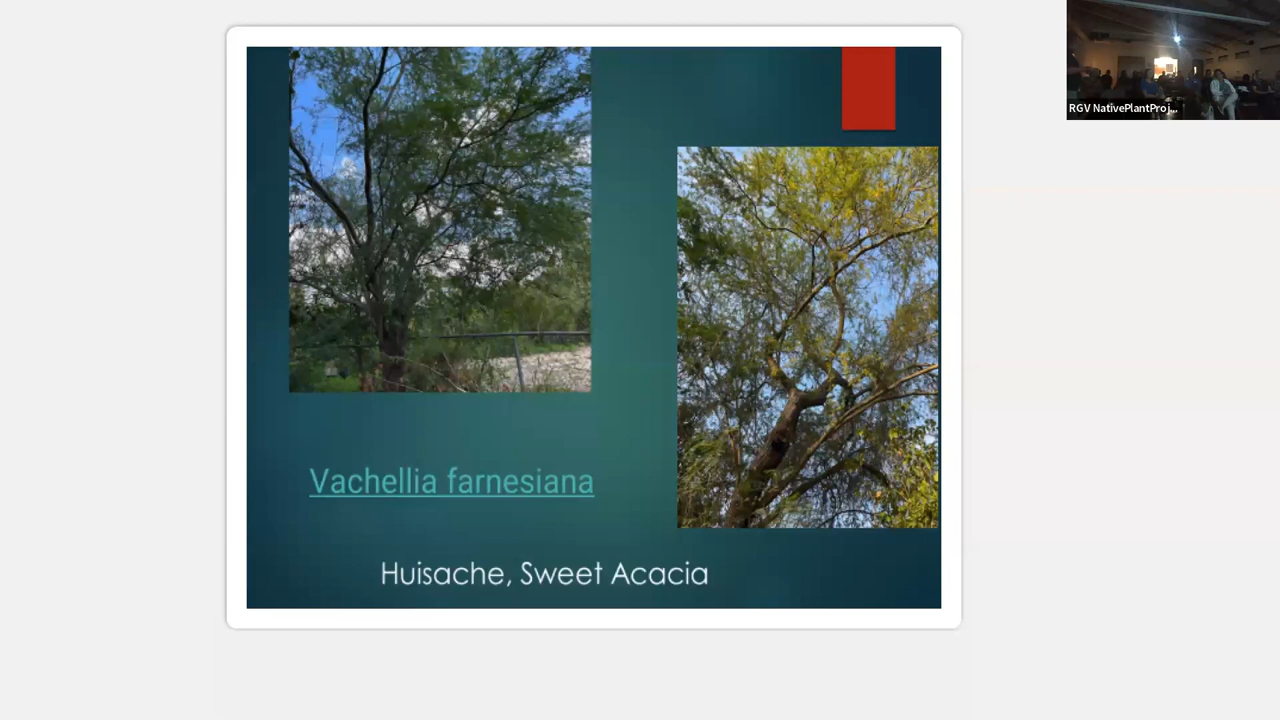 RGV NativePlantProj...
Vachellia farnesiana
Huisache, Sweet Acacia